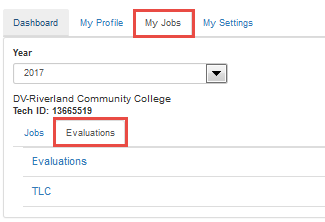 Dashboard My Profile My Jobs My Settings
Year
2017
DV-Riverland Community College
Tech ID: 13665519
Jobs Evaluations
Evaluations
TLC